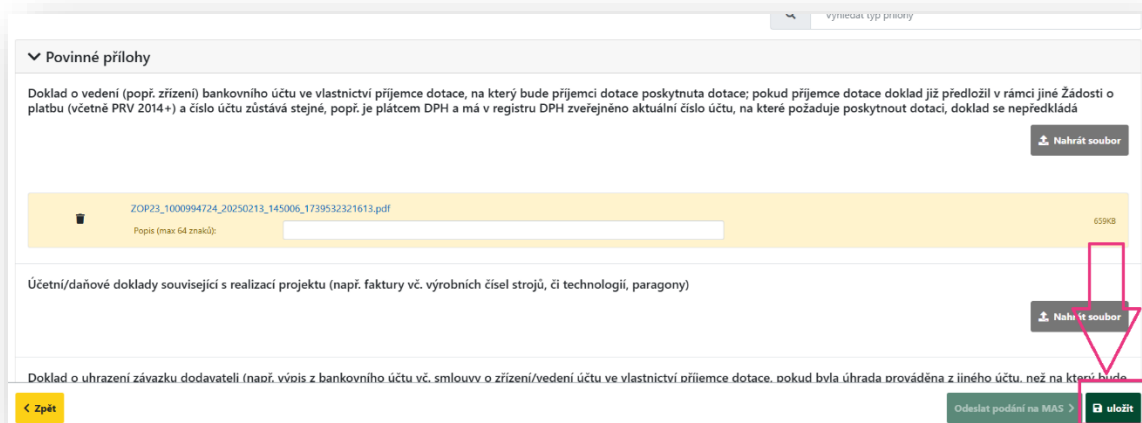 Vyhledat typ přílohy
Povinné přílohy
Doklad o vedení (popř. zřízení) bankovního účtu ve vlastnictví příjemce dotace, na který bude příjemci dotace poskytnuta dotace; pokud příjemce dotace doklad již předložil v rámci jiné Žádosti o
platbu (včetně PRV 2014+) a číslo účtu zůstává stejné, popř. je plátcem DPH a má v registru DPH zveřejněno aktuální číslo účtu, na které požaduje poskytnout dotaci, doklad se nepředkládá
Nahrát soubor
ZOP23_1000994724_20250213_145006_1739532321613.pdf
Popis (max 64 znaků):
659KB
Účetní/daňové doklady související s realizací projektu (např. faktury vč. výrobních čísel strojů, či technologií, paragony)
Nahrát soubor
Doklad o uhrazení závazku dodavateli (např. výpis z bankovního účtu vč. smlouvy o zřízení/vedení účtu ve vlastnictví příjemce dotace, pokud byla úhrada prováděna z jiného účtu, než na který bude
Zpět
Odeslat podání na MAS
uložit